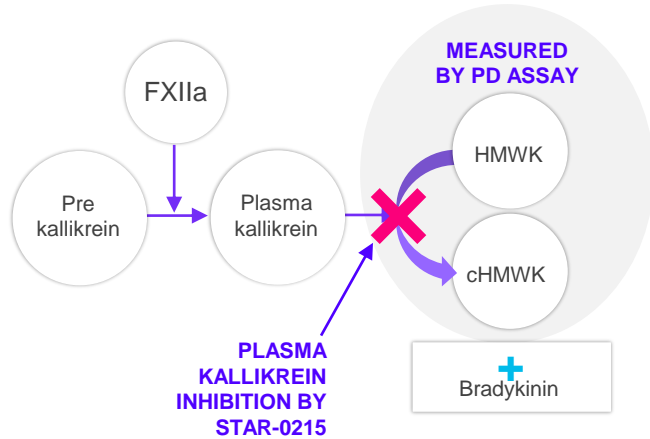 MEASURED
BY PD ASSAY
FXIIa
HMWK
Pre
kallikrein
Plasma
kallikrein
cHMWK
PLASMA
KALLIKREIN
INHIBITION BY
STAR-0215
+
Bradykinin